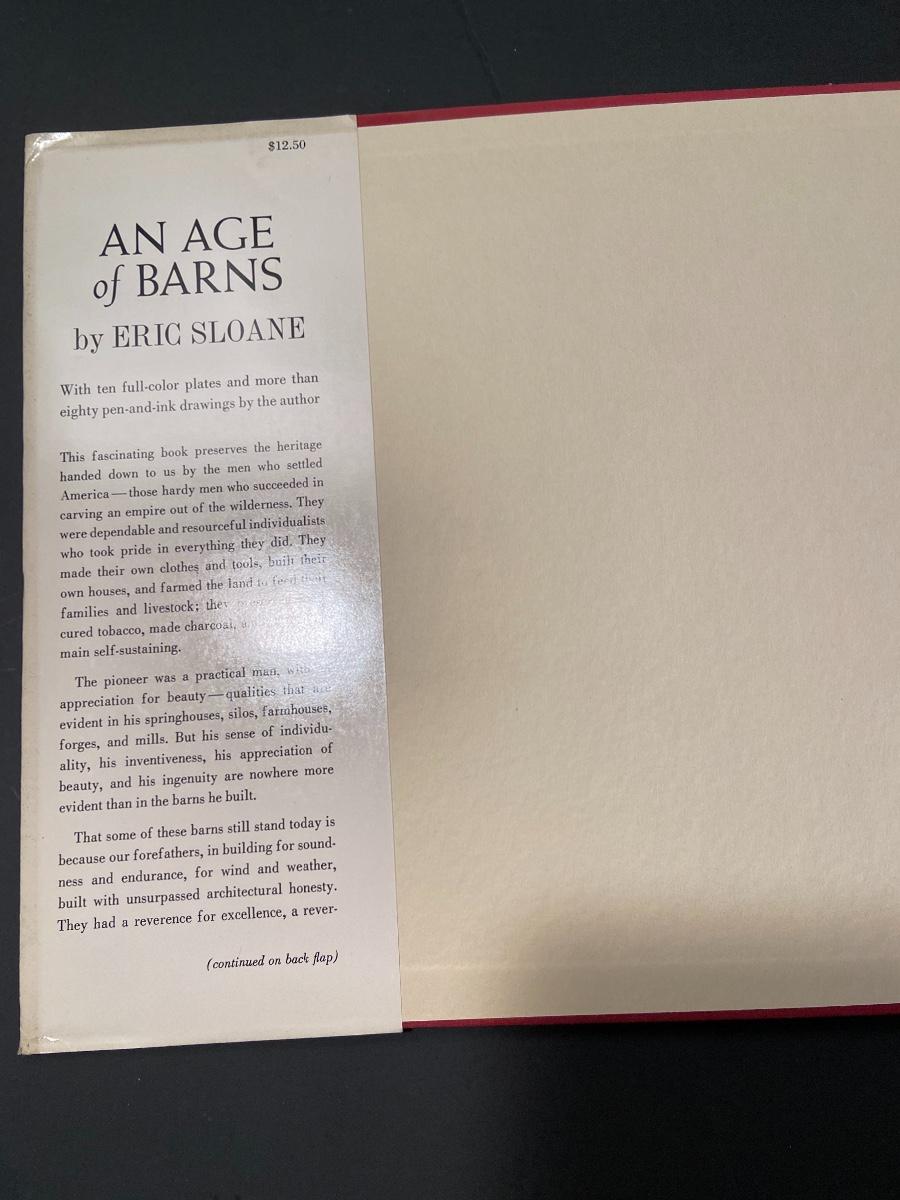 $12.50
AN AGE
of BARNS
by ERIC SLOANE
With ten full-color plates and more than
eighty pen-and-ink drawings by the author
This fascinating book preserves the heritage
handed down to us by the men who settled
America—those hardy men who succeeded in
carving an empire out of the wilderness. They
were dependable and resourceful individualists
who took pride in everything they did. They
made their own clothes and tools, built their
own houses, and farmed the land to feed their
families and livestock; they
cured tobacco, made charcoal,
main self-sustaining.
The pioneer was a practical man, with
appreciation for beauty—qualities that are
evident in his springhouses, silos, farmhouses,
forges, and mills. But his sense of individu-
ality, his inventiveness, his appreciation of
beauty, and his ingenuity are nowhere more
evident than in the barns he built.
That some of these barns still stand today is
because our forefathers, in building for sound-
ness and endurance, for wind and weather,
built with unsurpassed architectural honesty.
They had a reverence for excellence, a rever-
(continued on back flap)